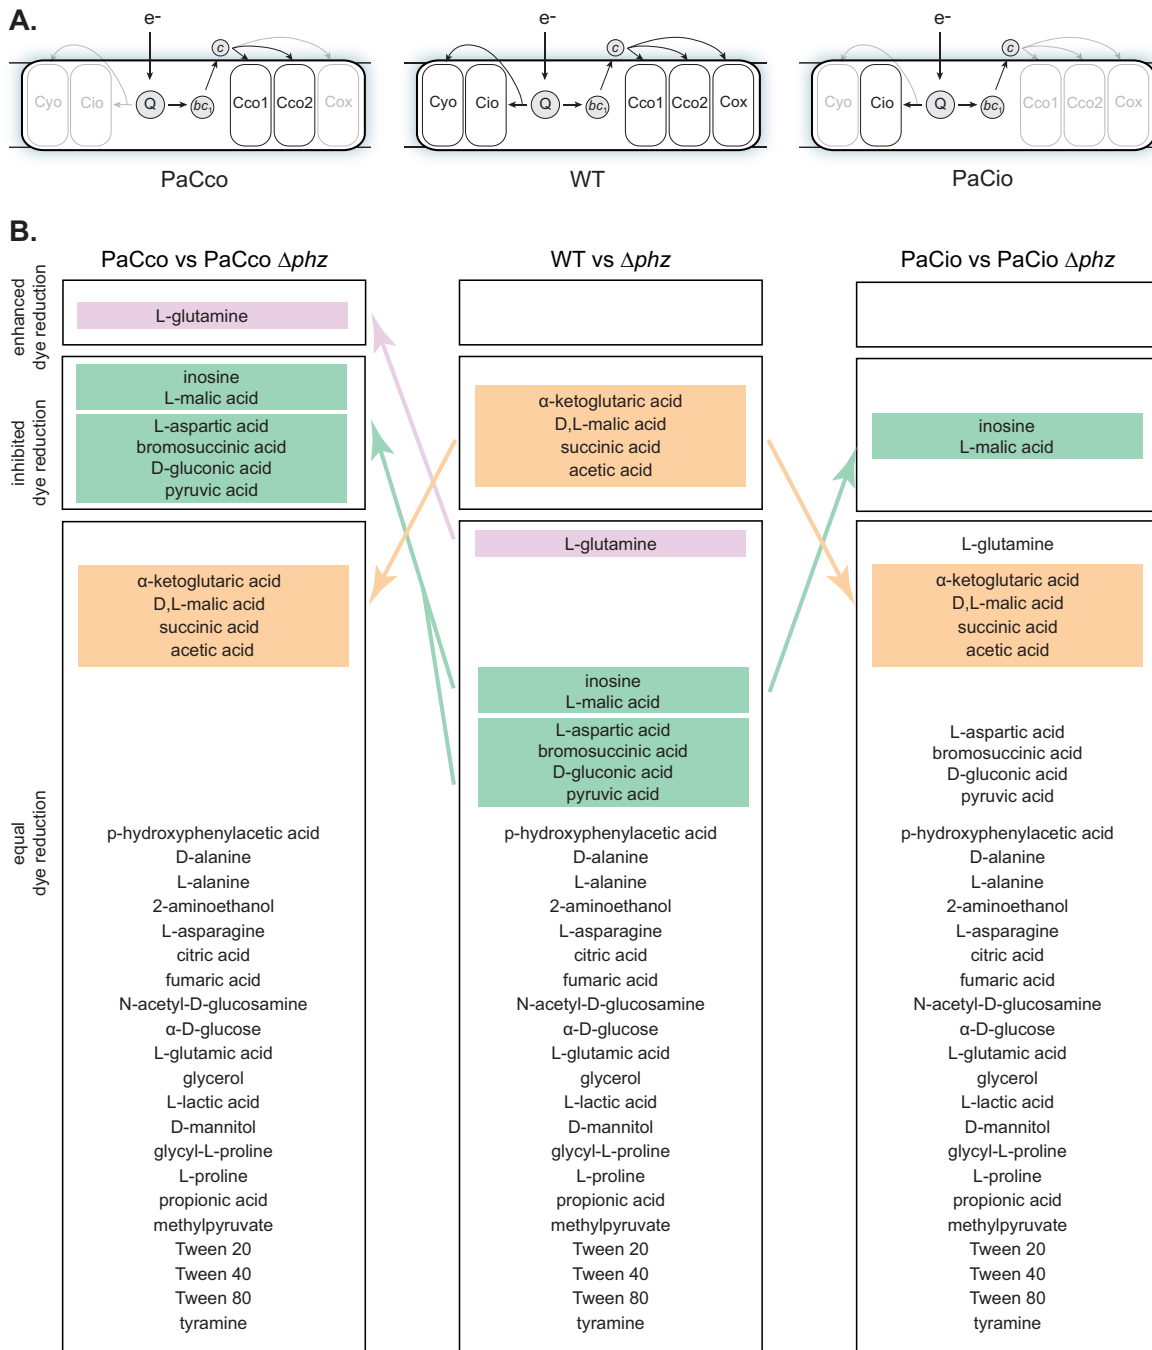 A.
e-
Cyo
Cio
Q
bc1
c
Cco1
Cco2
Cox
PaCco
e-
Cyo
Cio
Q
bc1
c
Cco1
Cco2
Cox
WT
e-
Cyo
Cio
Q
bc1
c
Cco1
Cco2
Cox
PaCio
B.
PaCco vs PaCco Δphz
WT vs Δphz
PaCio vs PaCio Δphz
enhanced
dye reduction
L-glutamine
inhibited
dye reduction
inosine
L-malic acid
L-aspartic acid
bromosuccinic acid
D-gluconic acid
pyruvic acid
α-ketoglutaric acid
D,L-malic acid
succinic acid
acetic acid
inosine
L-malic acid
equal
dye reduction
α-ketoglutaric acid
D,L-malic acid
succinic acid
acetic acid
p-hydroxyphenylacetic acid
D-alanine
L-alanine
2-aminoethanol
L-asparagine
citric acid
fumaric acid
N-acetyl-D-glucosamine
α-D-glucose
L-glutamic acid
glycerol
L-lactic acid
D-mannitol
glycyl-L-proline
L-proline
propionic acid
methylpyruvate
Tween 20
Tween 40
Tween 80
tyramine
L-glutamine
inosine
L-malic acid
L-aspartic acid
bromosuccinic acid
D-gluconic acid
pyruvic acid
p-hydroxyphenylacetic acid
D-alanine
L-alanine
2-aminoethanol
L-asparagine
citric acid
fumaric acid
N-acetyl-D-glucosamine
α-D-glucose
L-glutamic acid
glycerol
L-lactic acid
D-mannitol
glycyl-L-proline
L-proline
propionic acid
methylpyruvate
Tween 20
Tween 40
Tween 80
tyramine
L-glutamine
α-ketoglutaric acid
D,L-malic acid
succinic acid
acetic acid
L-aspartic acid
bromosuccinic acid
D-gluconic acid
pyruvic acid
p-hydroxyphenylacetic acid
D-alanine
L-alanine
2-aminoethanol
L-asparagine
citric acid
fumaric acid
N-acetyl-D-glucosamine
α-D-glucose
L-glutamic acid
glycerol
L-lactic acid
D-mannitol
glycyl-L-proline
L-proline
propionic acid
methylpyruvate
Tween 20
Tween 40
Tween 80
tyramine